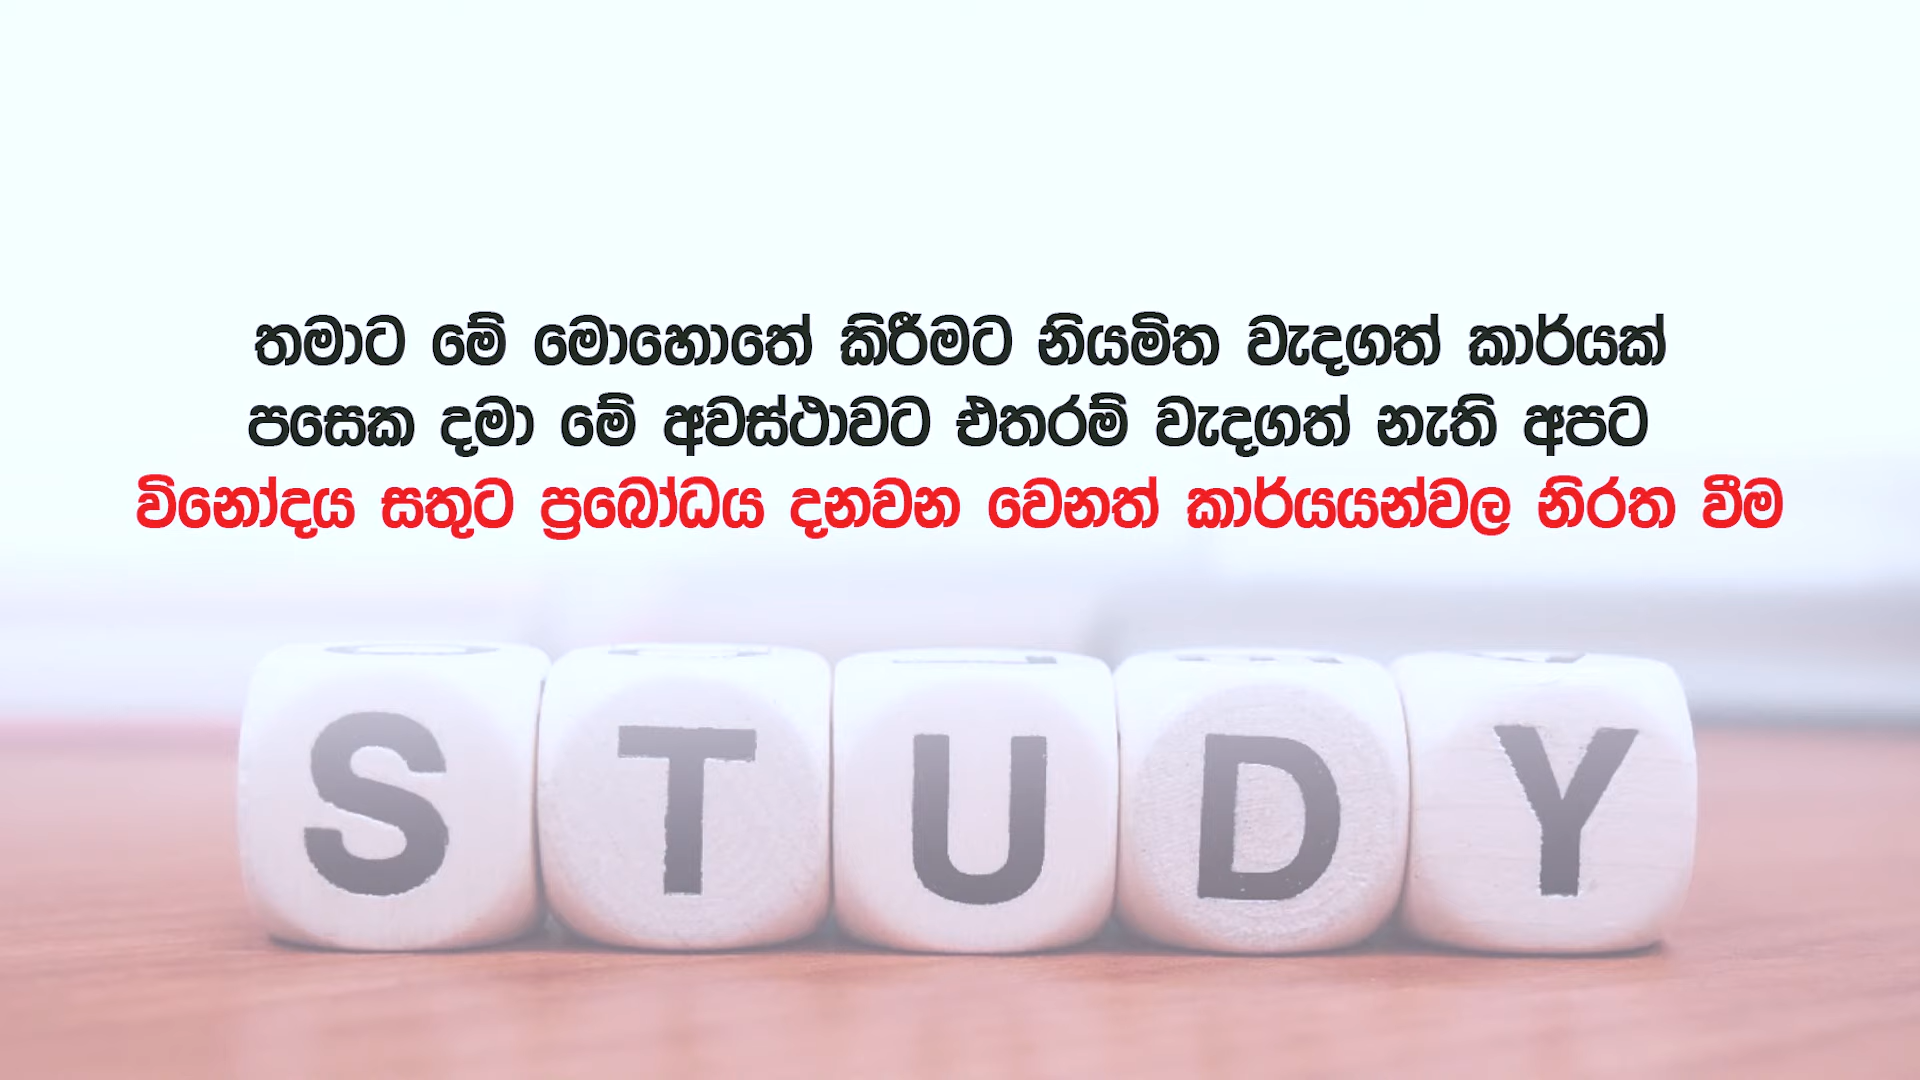 තමාට මේ මොහොතේ කිරීමට නියමිත වැදගත් කාර්යක්
පසෙක දමා මේ අවස්ථාවට එතරම් වැදගත් නැති අපට
විනෝදය සතුට ප්‍රබෝධය දනවන වෙනත් කාර්යයන්වල නිරත වීම
STUDY